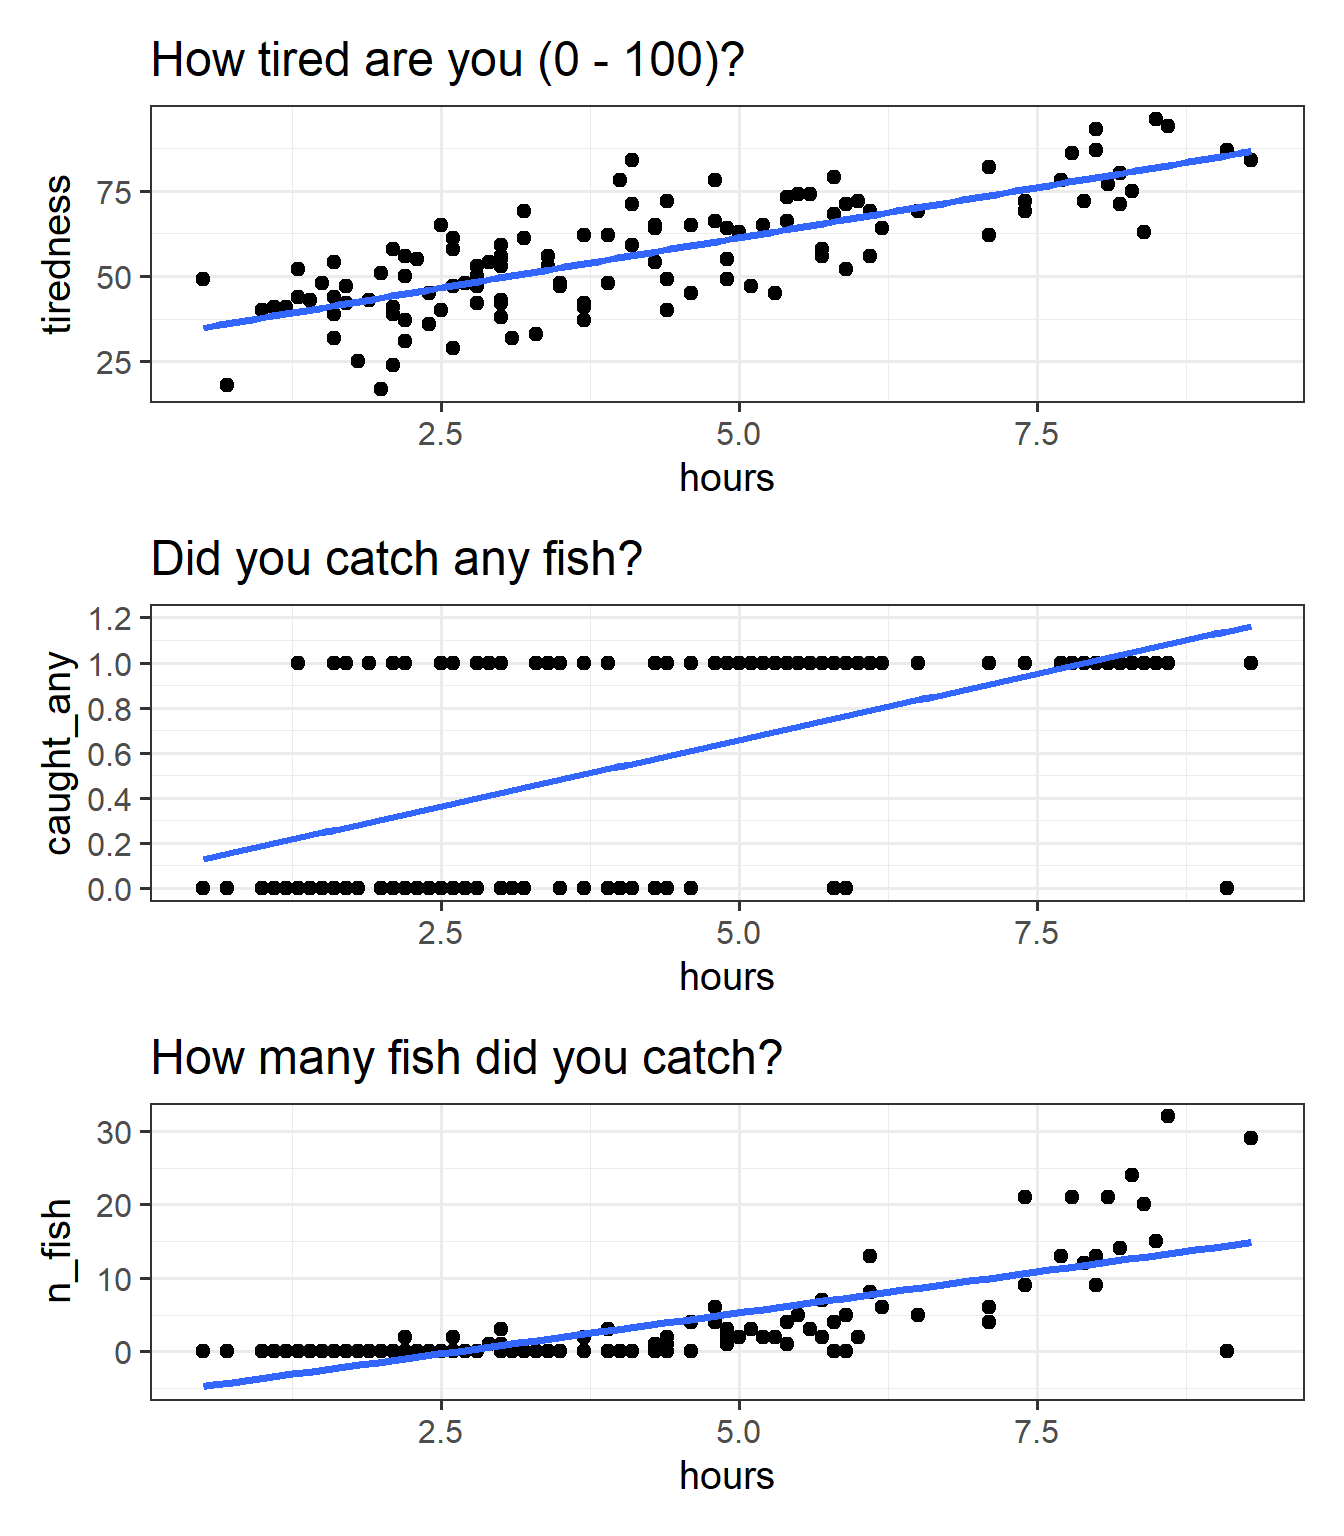 How tired are you (0 - 100)?
75
50
25
tiredness
2.5 5.0 7.5
hours
Did you catch any fish?
1.2
1.0
0.8
0.6
0.4
0.2
0.0
caught_any
2.5 5.0 7.5
hours
How many fish did you catch?
30
20
10
0
n_fish
2.5 5.0 7.5
hours